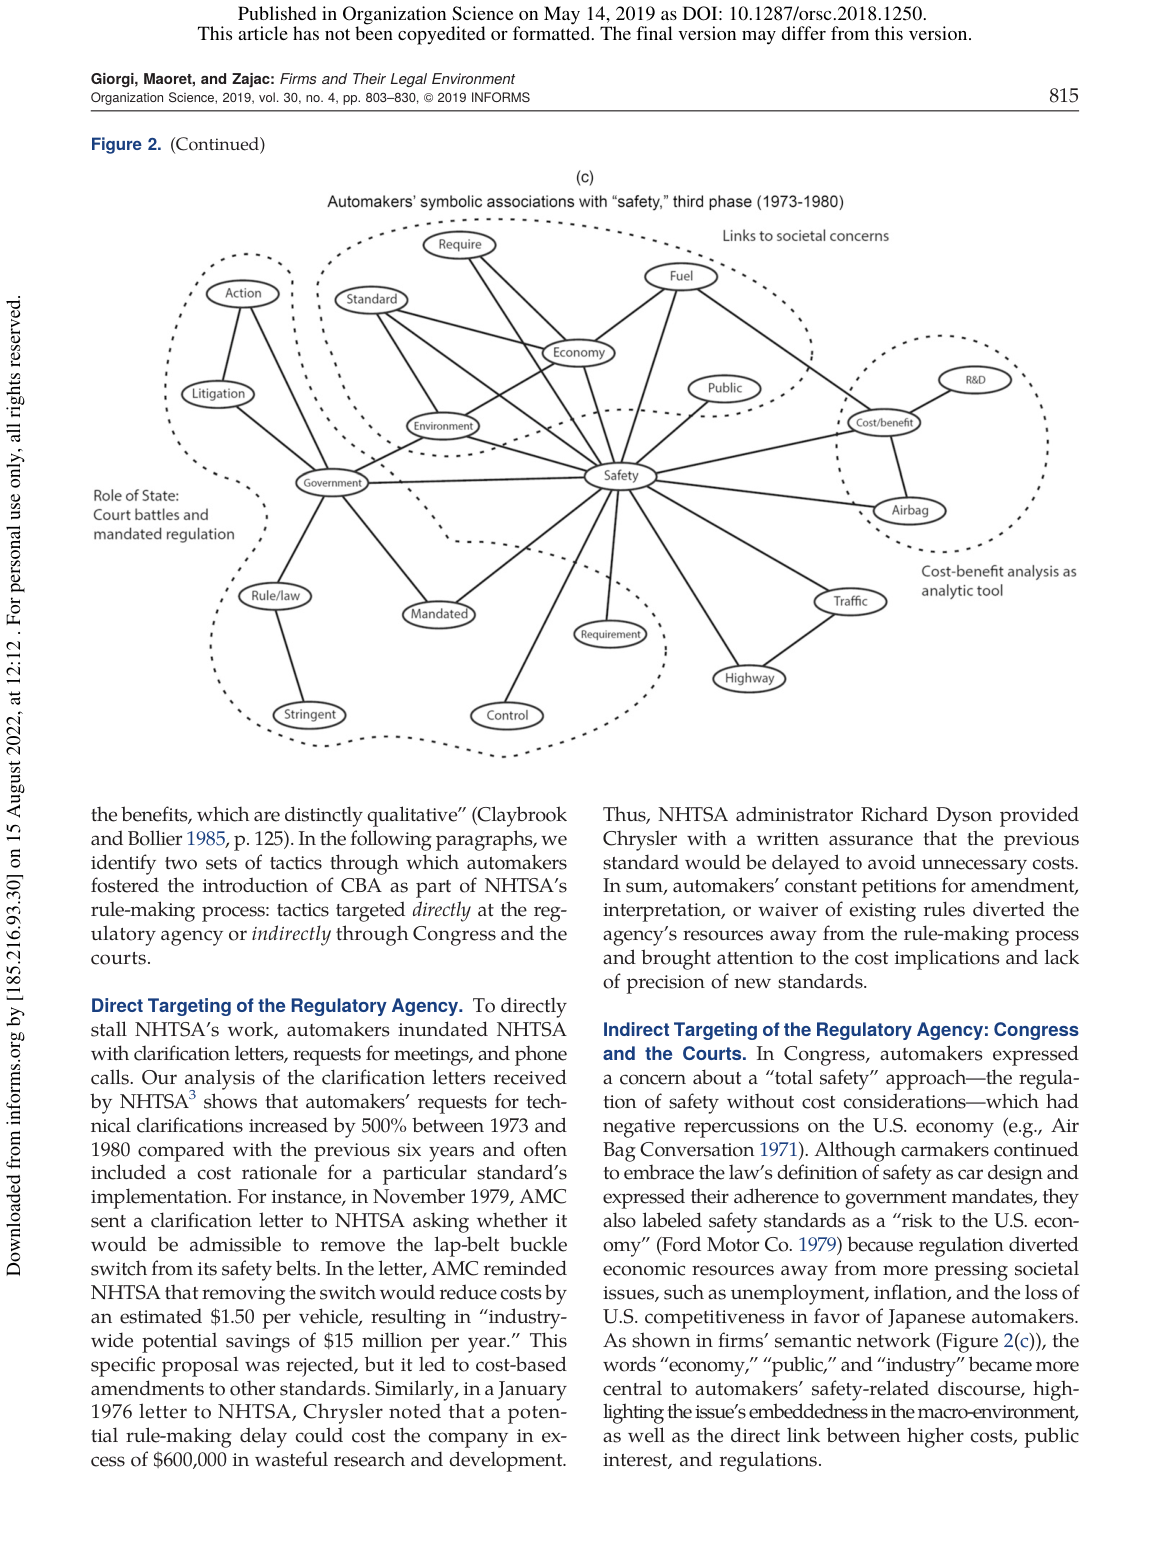 Published in Organization Science on May 14, 2019 as DOI: 10.1287/orsc.2018.1250.
This article has not been copyedited or formatted. The final version may differ from this version.
Giorgi, Maoret, and Zajac: Firms and Their Legal Environment
Organization Science, 2019, vol. 30, no. 4, pp. 803–830, © 2019 INFORMS
815
Figure 2. (Continued)
(c)
Automakers' symbolic associations with “safety,” third phase (1973-1980)
Links to societal concerns
Require
Fuel
Action
Standard
Economy
R&D
Public
Litigation
Cost/benefit
Environment
Safety
Government
Role of State:
Court battles and
mandated regulation
Airbag
Cost-benefit analysis as
analytic tool
Rule/law
Traffic
Mandated
Requirement
Highway
Stringent
Control
the benefits, which are distinctly qualitative” (Claybrook
and Bollier 1985, p. 125). In the following paragraphs, we
identify two sets of tactics through which automakers
fostered the introduction of CBA as part of NHTSA's
rule-making process: tactics targeted directly at the reg-
ulatory agency or indirectly through Congress and the
courts.
Direct Targeting of the Regulatory Agency. To directly
stall NHTSA's work, automakers inundated NHTSA
with clarification letters, requests for meetings, and phone
calls. Our analysis of the clarification letters received
by NHTSA3 shows that automakers' requests for tech-
nical clarifications increased by 500% between 1973 and
1980 compared with the previous six years and often
included a cost rationale for a particular standard's
implementation. For instance, in November 1979, AMC
sent a clarification letter to NHTSA asking whether it
would be admissible to remove the lap-belt buckle
switch from its safety belts. In the letter, AMC reminded
NHTSA that removing the switch would reduce costs by
an estimated $1.50 per vehicle, resulting in “industry-
wide potential savings of $15 million per year.” This
specific proposal was rejected, but it led to cost-based
amendments to other standards. Similarly, in a January
1976 letter to NHTSA, Chrysler noted that a poten-
tial rule-making delay could cost the company in ex-
cess of $600,000 in wasteful research and development.
Thus, NHTSA administrator Richard Dyson provided
Chrysler with a written assurance that the previous
standard would be delayed to avoid unnecessary costs.
In sum, automakers' constant petitions for amendment,
interpretation, or waiver of existing rules diverted the
agency's resources away from the rule-making process
and brought attention to the cost implications and lack
of precision of new standards.
Indirect Targeting of the Regulatory Agency: Congress
and the Courts. In Congress, automakers expressed
a concern about a “total safety” approach—the regula-
tion of safety without cost considerations—which had
negative repercussions on the U.S. economy (e.g., Air
Bag Conversation 1971). Although carmakers continued
to embrace the law's definition of safety as car design and
expressed their adherence to government mandates, they
also labeled safety standards as a “risk to the U.S. econ-
omy” (Ford Motor Co. 1979) because regulation diverted
economic resources away from more pressing societal
issues, such as unemployment, inflation, and the loss of
U.S. competitiveness in favor of Japanese automakers.
As shown in firms' semantic network (Figure 2(c)), the
words “economy,” “public,” and “industry” became more
central to automakers' safety-related discourse, high-
lighting the issue's embeddedness in the macro-environment,
as well as the direct link between higher costs, public
interest, and regulations.
Downloaded from informs.org by [185.216.93.30] on 15 August 2022, at 12:12 . For personal use only, all rights reserved.